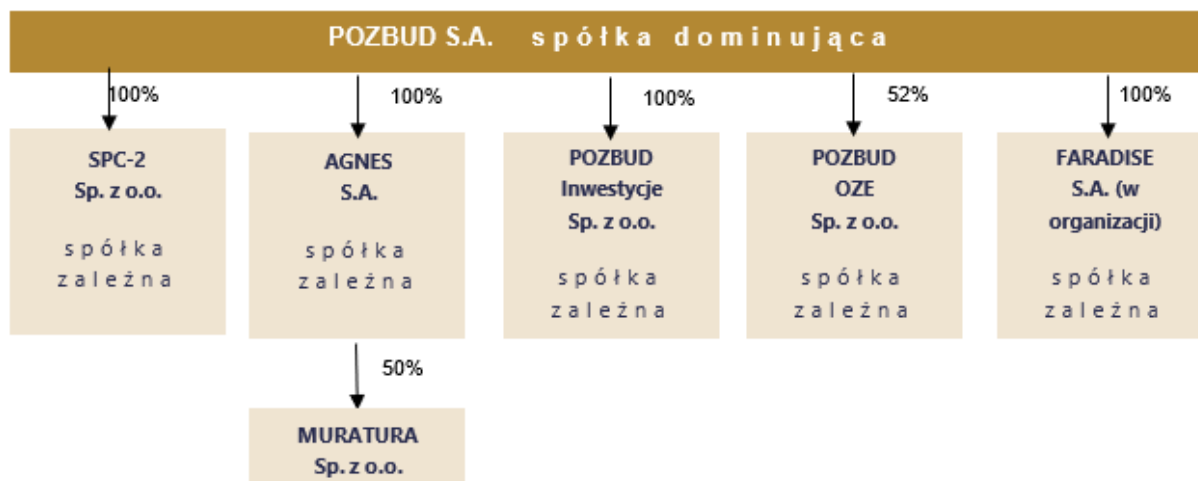 POZBUD S.A. spółka dominująca
100%
100%
100%
52%
100%
SPC-2
Sp. z o.o.
spółka
zależna
AGNES
S.A.
spółka
zależna
POZBUD
Inwestycje
Sp. z o.o.
spółka
zależna
POZBUD
OZE
Sp. z o.o.
spółka
zależna
FARADISE
S.A. (w
organizacji)
spółka
zależna
50%
MURATURA
Sp. z o.o.